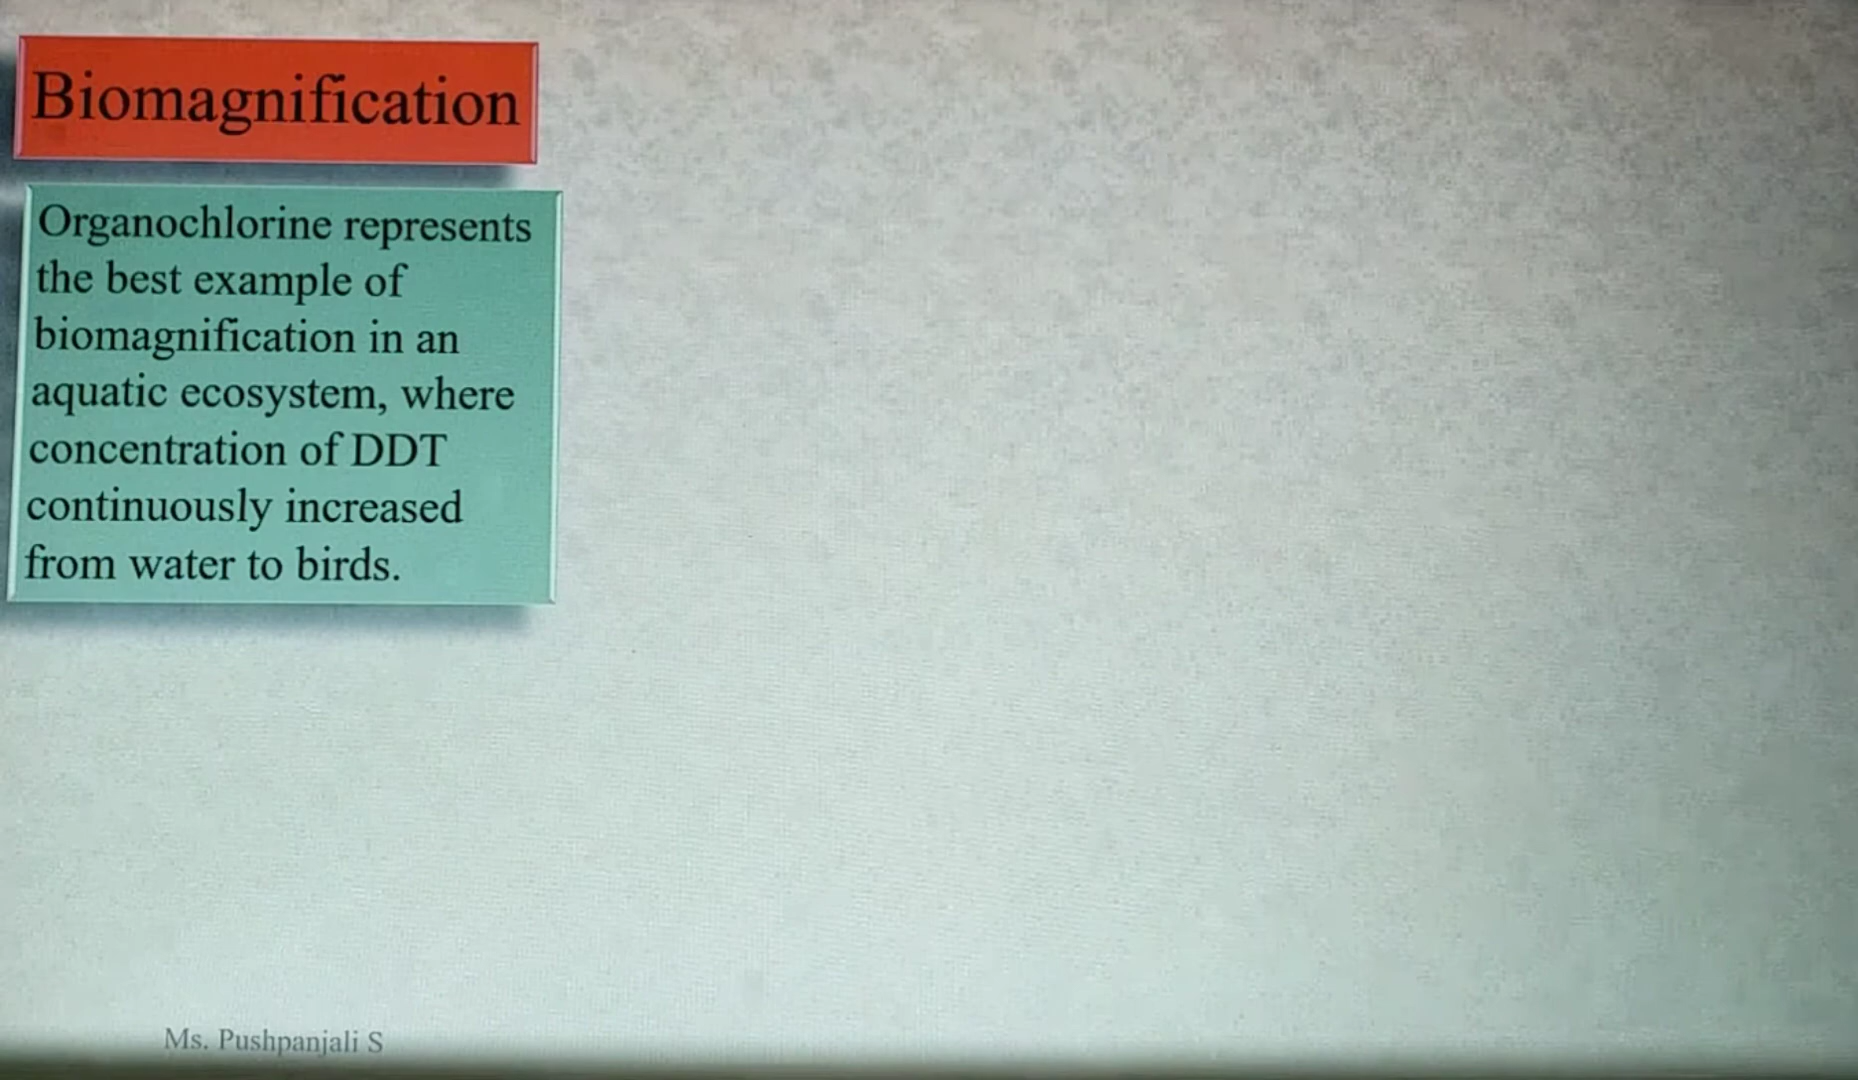 Biomagnification
Organochlorine represents
the best example of
biomagnification in an
aquatic ecosystem, where
concentration of DDT
continuously increased
from water to birds.
Ms. Pushpanjali S